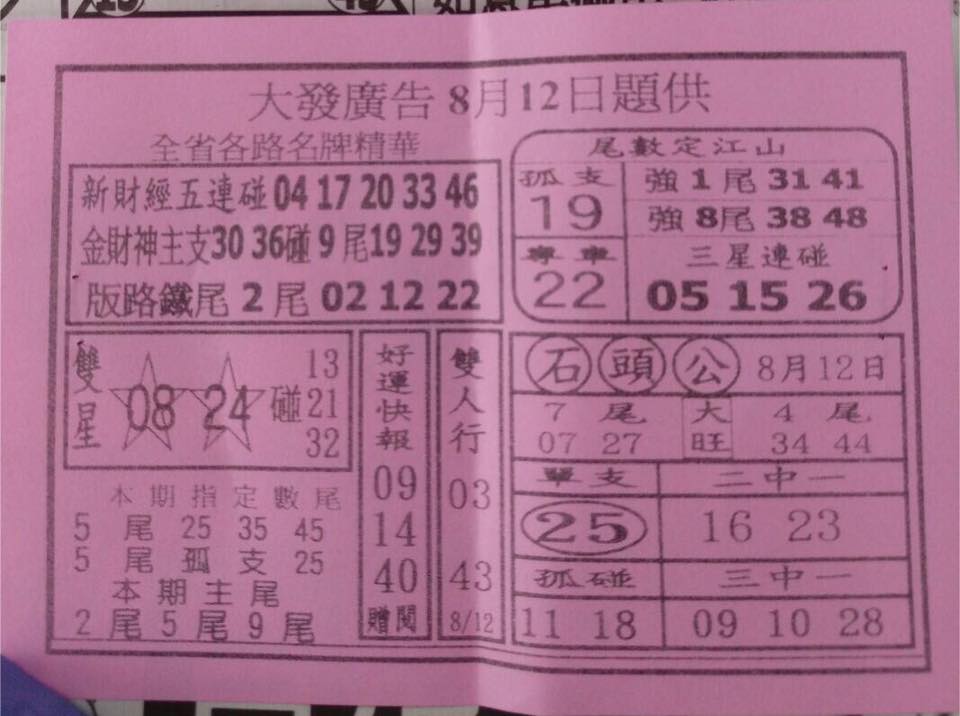 大發廣告 8月12日題供
全省各路名牌精華
新財經五連碰 04 17 20 33 46
金財神主支 30 36 碰 9 尾 19 29 39
版路鐵尾 2 尾 02 12 22
尾數定江山
孤支
19
強 1 尾 31 41
強 8 尾 38 48
專車
22
三星連碰
05 15 26
雙星
08 24
碰
13
21
32
本期指定數尾
5 尾 25 35 45
5 尾 孤 支 25
本 期 主 尾
2 尾 5 尾 9 尾
好運快報
09
14
40
贈閱
雙人行
03
43
8/12
石 頭 公 8月12日
7 尾 大 4 尾
07 27 旺 34 44
單支 二中一
25 16 23
孤碰 三中一
11 18 09 10 28